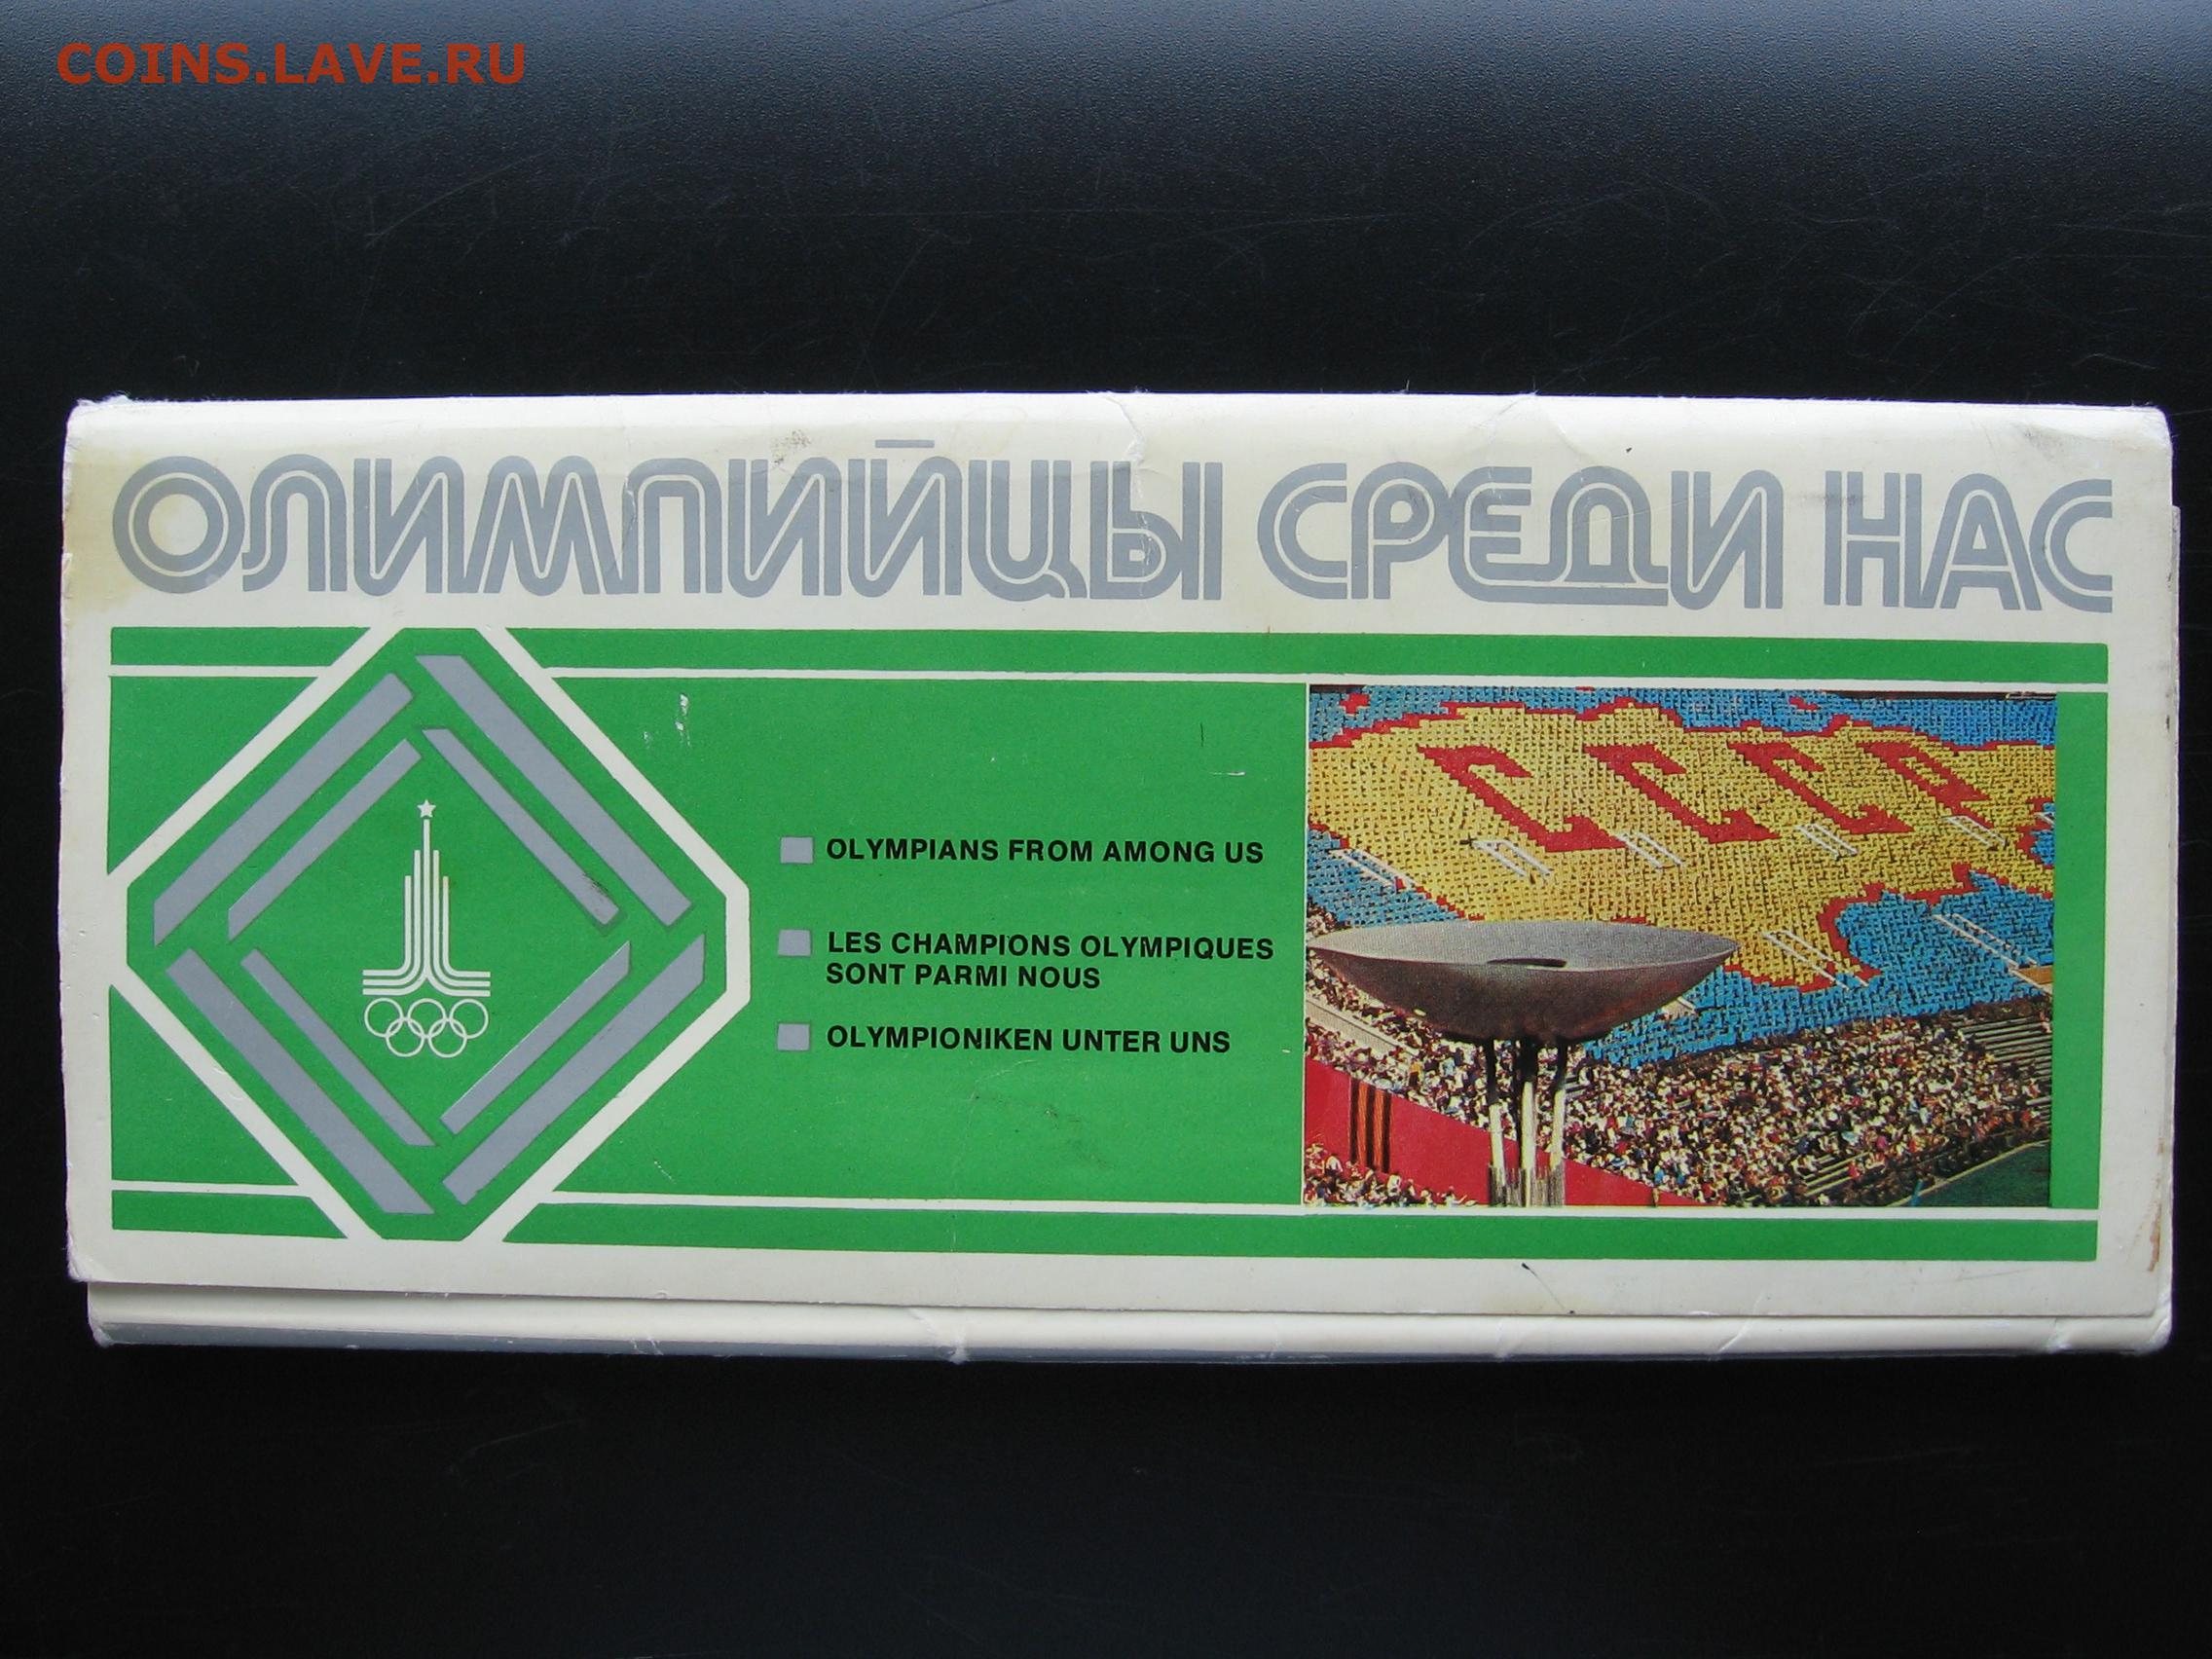 COINS.LAVE.RU
ОЛИМПИЙЦЫ СРЕДИ НАС
OLYMPIANS FROM AMONG US
LES CHAMPIONS OLYMPIQUES
SONT PARMI NOUS
OLYMPIONIKEN UNTER UNS
СССР